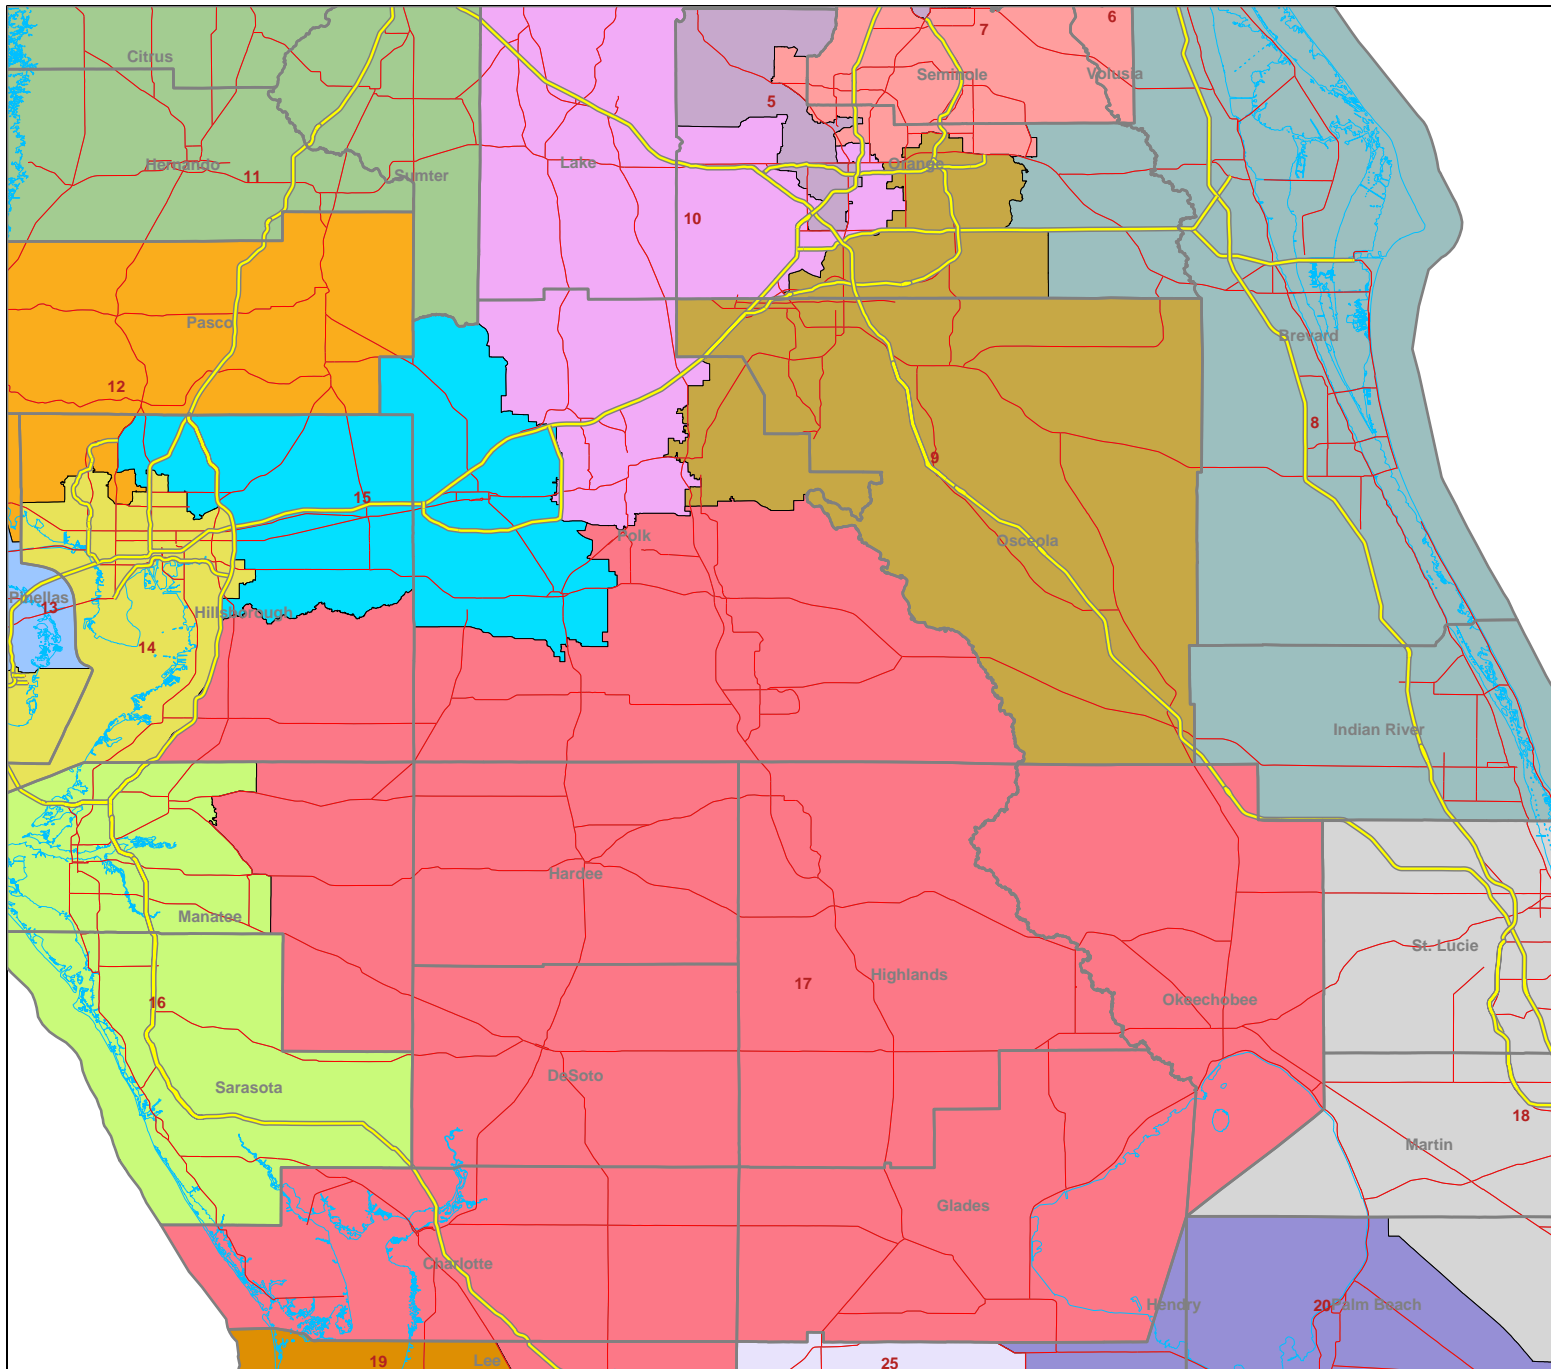 6
7
Citrus
Seminole
Volusia
5
Hernando
Lake
Orange
11
Sumter
10
Pasco
Brevard
12
8
9
15
Polk
Osceola
Pinellas
13
Hillsborough
14
Indian River
Hardee
Manatee
St. Lucie
17
Highlands
16
Okeechobee
Sarasota
DeSoto
18
Martin
Glades
Charlotte
Hendry
20
Palm Beach
19
Lee
25